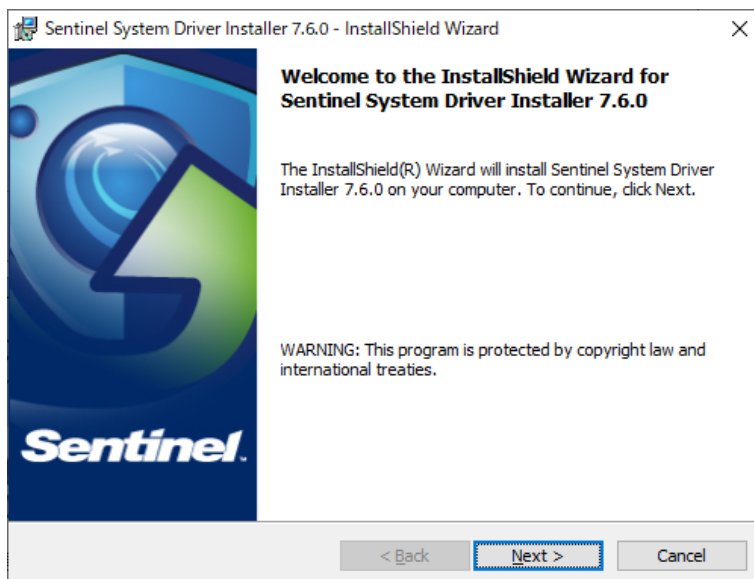 Sentinel System Driver Installer 7.6.0 - InstallShield Wizard
Welcome to the InstallShield Wizard for
Sentinel System Driver Installer 7.6.0
The InstallShield(R) Wizard will install Sentinel System Driver
Installer 7.6.0 on your computer. To continue, click Next.
WARNING: This program is protected by copyright law and
international treaties.
Sentinel
< Back
Next >
Cancel